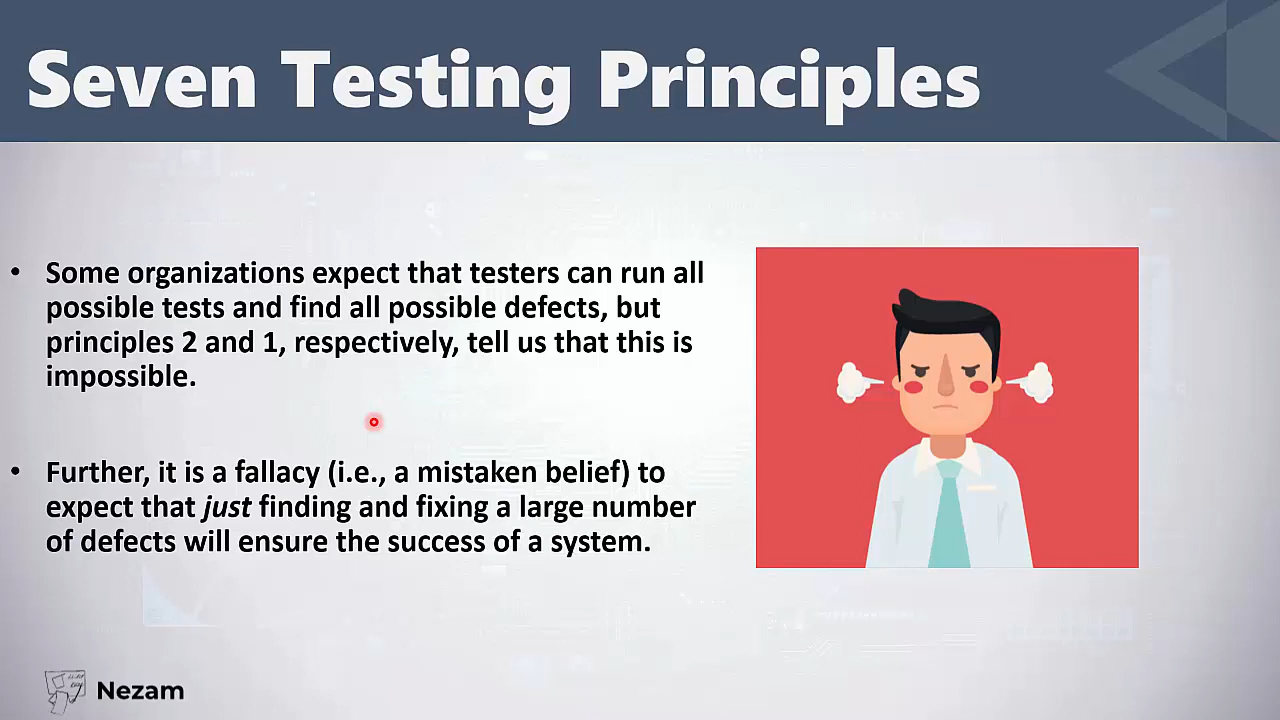 Seven Testing Principles
• Some organizations expect that testers can run all
possible tests and find all possible defects, but
principles 2 and 1, respectively, tell us that this is
impossible.
• Further, it is a fallacy (i.e., a mistaken belief) to
expect that just finding and fixing a large number
of defects will ensure the success of a system.
Nezam